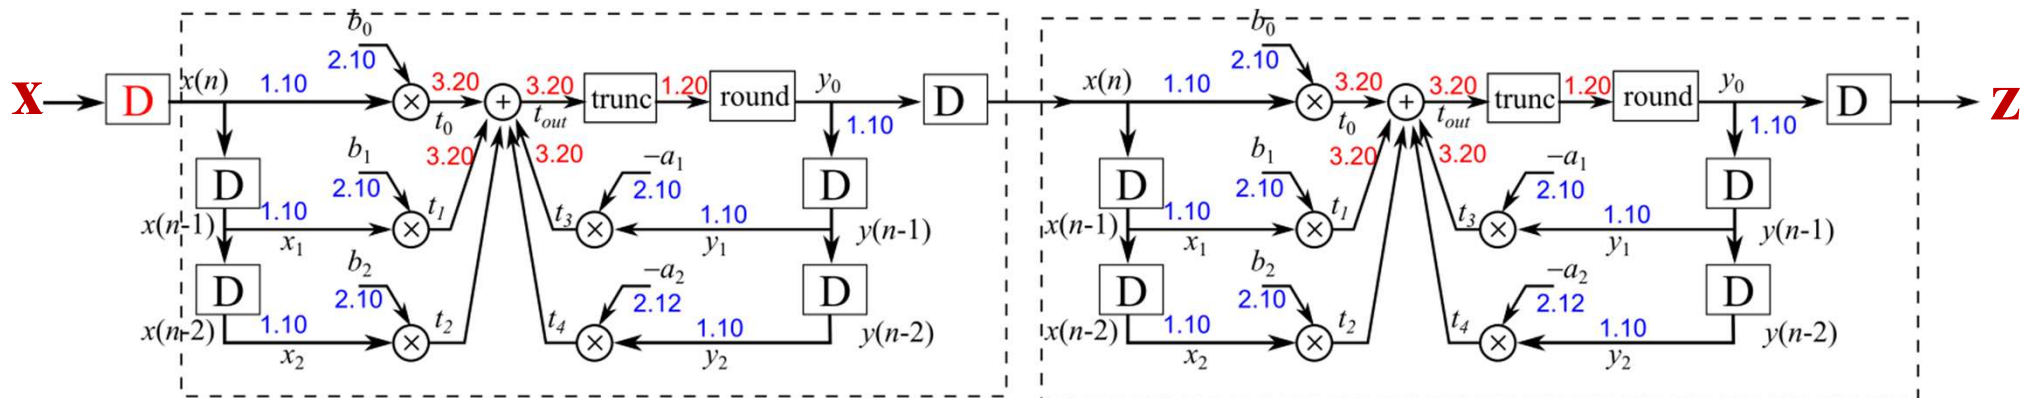 b₀ b₀
2.10 2.10
x(n) 1.10 3.20 3.20 1.20 y₀ x(n) 1.10 3.20 3.20 1.20 y₀
X D × + trunc round D × + trunc round D Z
t₀ tout 1.10 t₀ tout 1.10
b₁ 3.20 3.20 −a₁ b₁ 3.20 3.20 −a₁
D 2.10 2.10 D D 2.10 2.10 D
x(n-1) 1.10 t₁ t₃ 1.10 y(n-1) x(n-1) 1.10 t₁ t₃ 1.10 y(n-1)
x₁ × × y₁ x₁ × × y₁
b₂ −a₂ b₂ −a₂
D 2.10 2.12 D D 2.10 2.12 D
x(n-2) 1.10 t₂ t₄ 1.10 y(n-2) x(n-2) 1.10 t₂ t₄ 1.10 y(n-2)
x₂ × × y₂ x₂ × × y₂